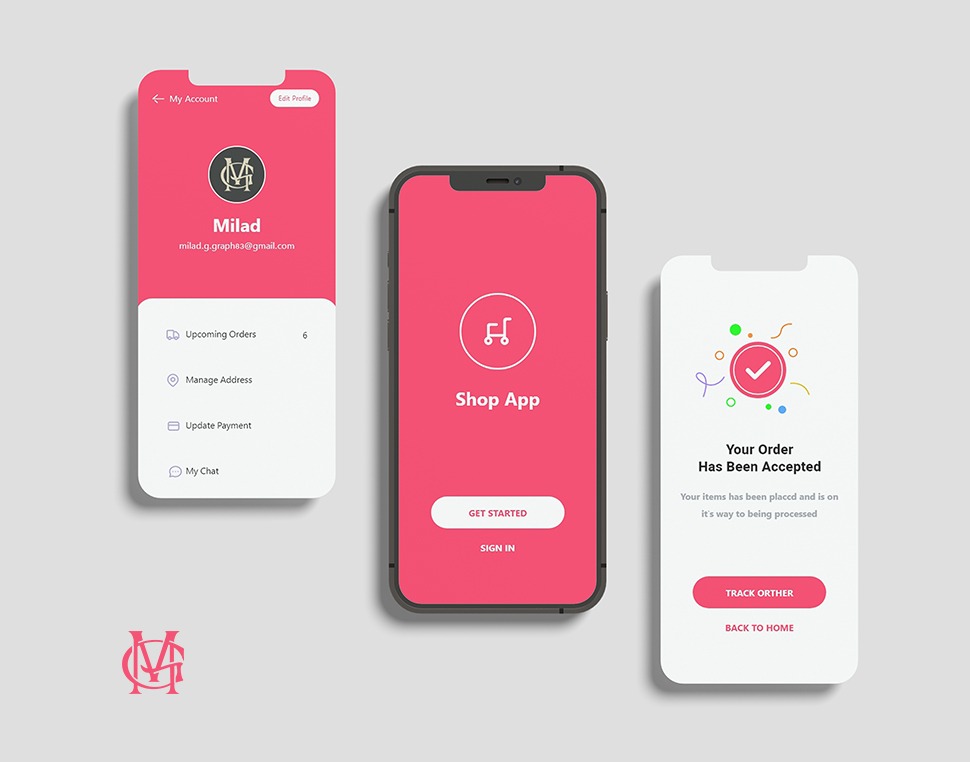 My Account
Edit Profile
Milad
milad.g.graph83@gmail.com
Upcoming Orders 6
Manage Address
Update Payment
My Chat
Shop App
GET STARTED
SIGN IN
Your Order
Has Been Accepted
Your items has been placcd and is on
it's way to being processed
TRACK ORTHER
BACK TO HOME